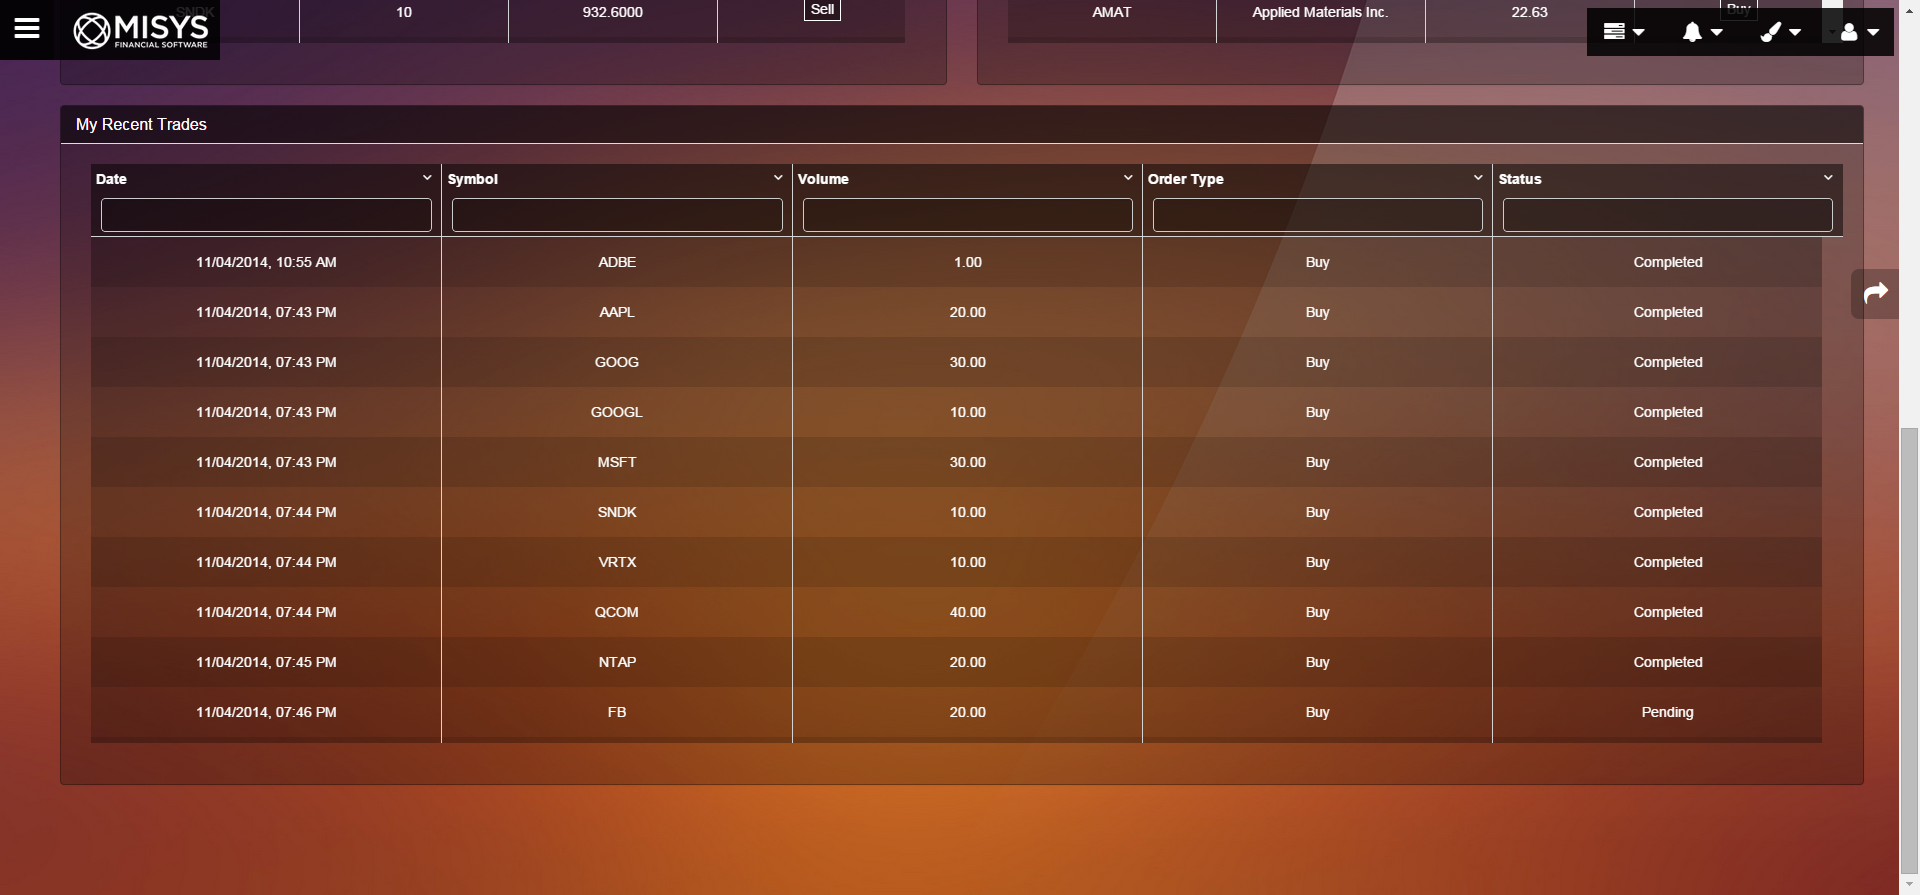 SNDK 10 932.6000 Sell AMAT Applied Materials Inc. 22.63 Buy
MISYS
FINANCIAL SOFTWARE
My Recent Trades
Date Symbol Volume Order Type Status
11/04/2014, 10:55 AM ADBE 1.00 Buy Completed
11/04/2014, 07:43 PM AAPL 20.00 Buy Completed
11/04/2014, 07:43 PM GOOG 30.00 Buy Completed
11/04/2014, 07:43 PM GOOGL 10.00 Buy Completed
11/04/2014, 07:43 PM MSFT 30.00 Buy Completed
11/04/2014, 07:44 PM SNDK 10.00 Buy Completed
11/04/2014, 07:44 PM VRTX 10.00 Buy Completed
11/04/2014, 07:44 PM QCOM 40.00 Buy Completed
11/04/2014, 07:45 PM NTAP 20.00 Buy Completed
11/04/2014, 07:46 PM FB 20.00 Buy Pending